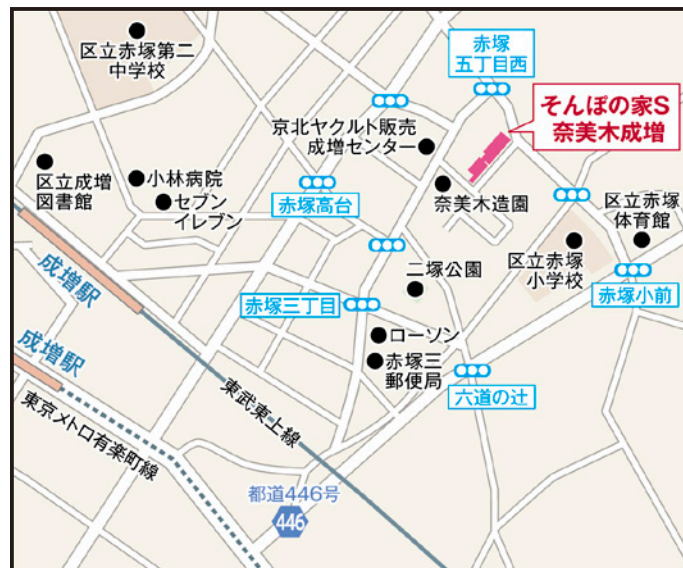 区立赤塚第二
中学校
赤塚
五丁目西
そんぽの家S
奈美木成増
京北ヤクルト販売
成増センター
区立成増
図書館
小林病院
セブン
イレブン
赤塚高台
奈美木造園
区立赤塚
体育館
区立赤塚
小学校
成増駅
二塚公園
赤塚三丁目
赤塚小前
成増駅
ローソン
赤塚三
郵便局
六道の辻
東武東上線
東京メトロ有楽町線
都道446号
446